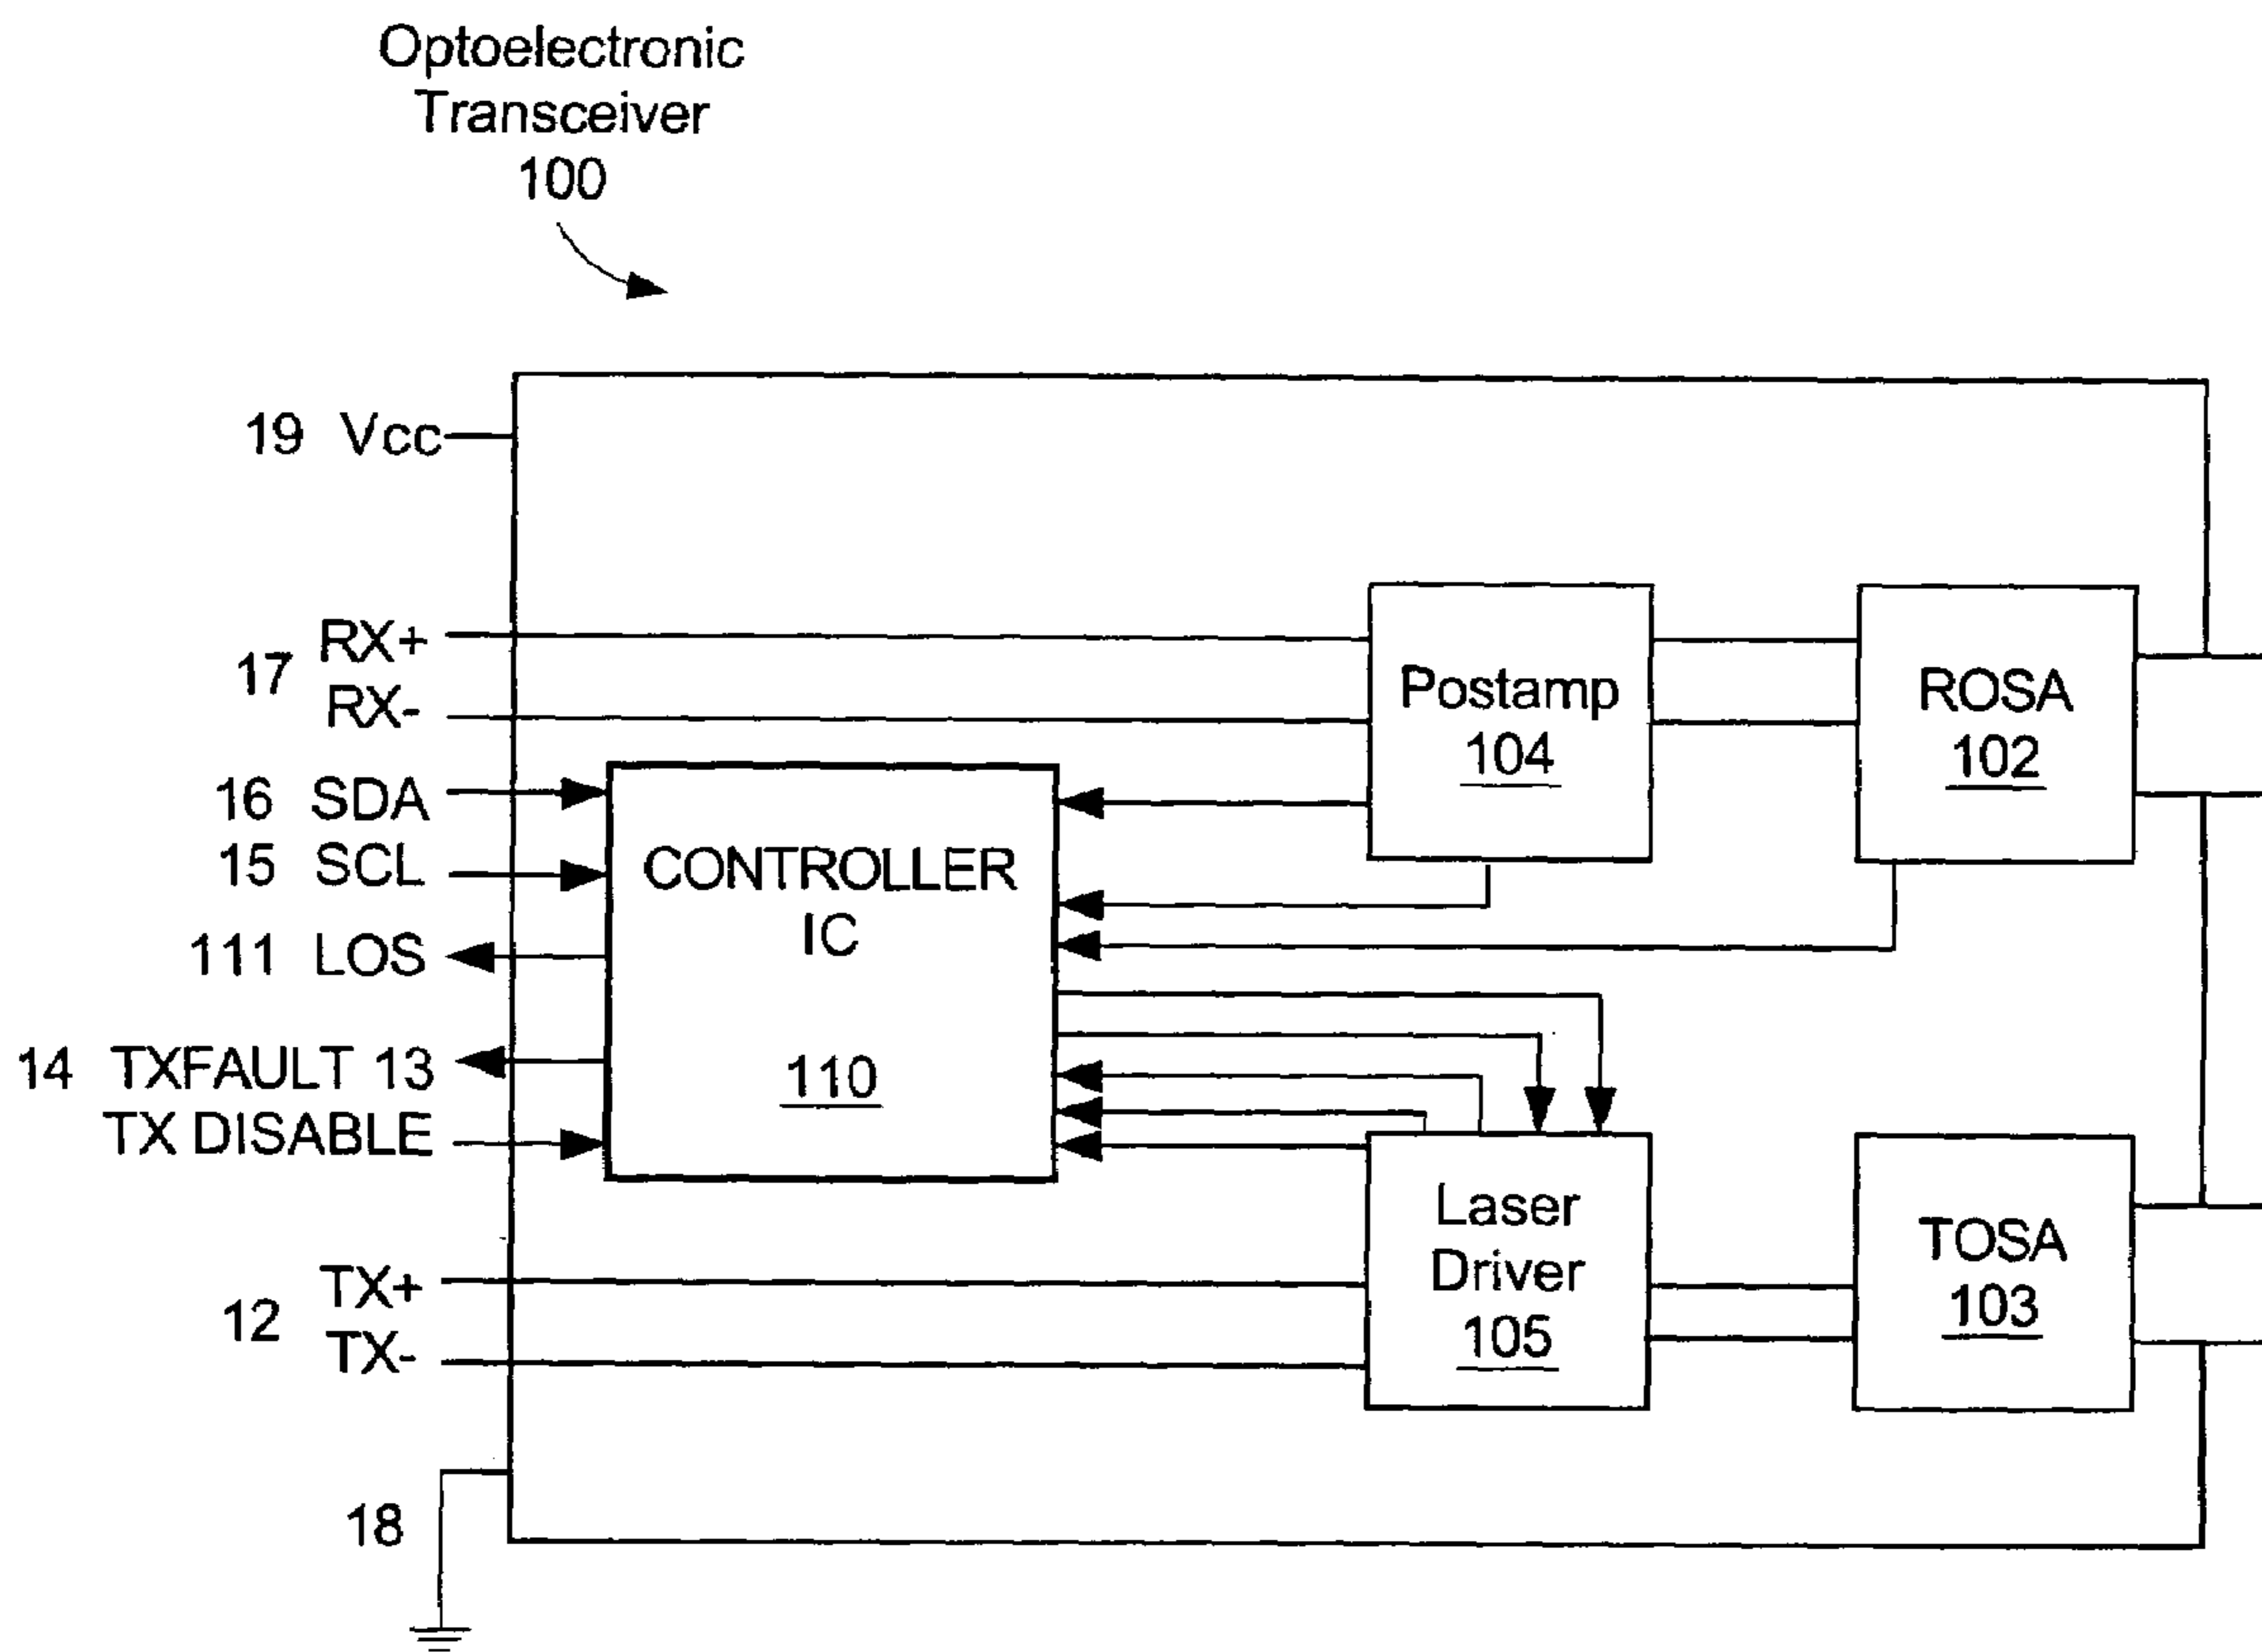 Optoelectronic
Transceiver
100
19 Vcc
17 RX+
RX-
16 SDA
15 SCL
111 LOS
14 TXFAULT 13
TX DISABLE
12 TX+
TX-
18
CONTROLLER
IC
110
Postamp
104
ROSA
102
Laser
Driver
105
TOSA
103